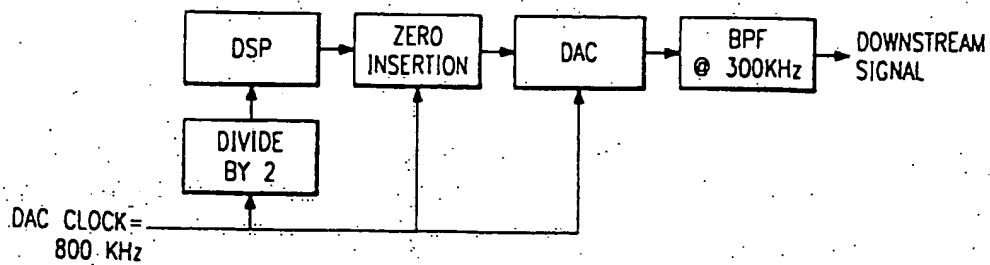 DSP
ZERO
INSERTION
DAC
BPF
@ 300KHz
DOWNSTREAM
SIGNAL
DIVIDE
BY 2
DAC CLOCK=
800 KHz